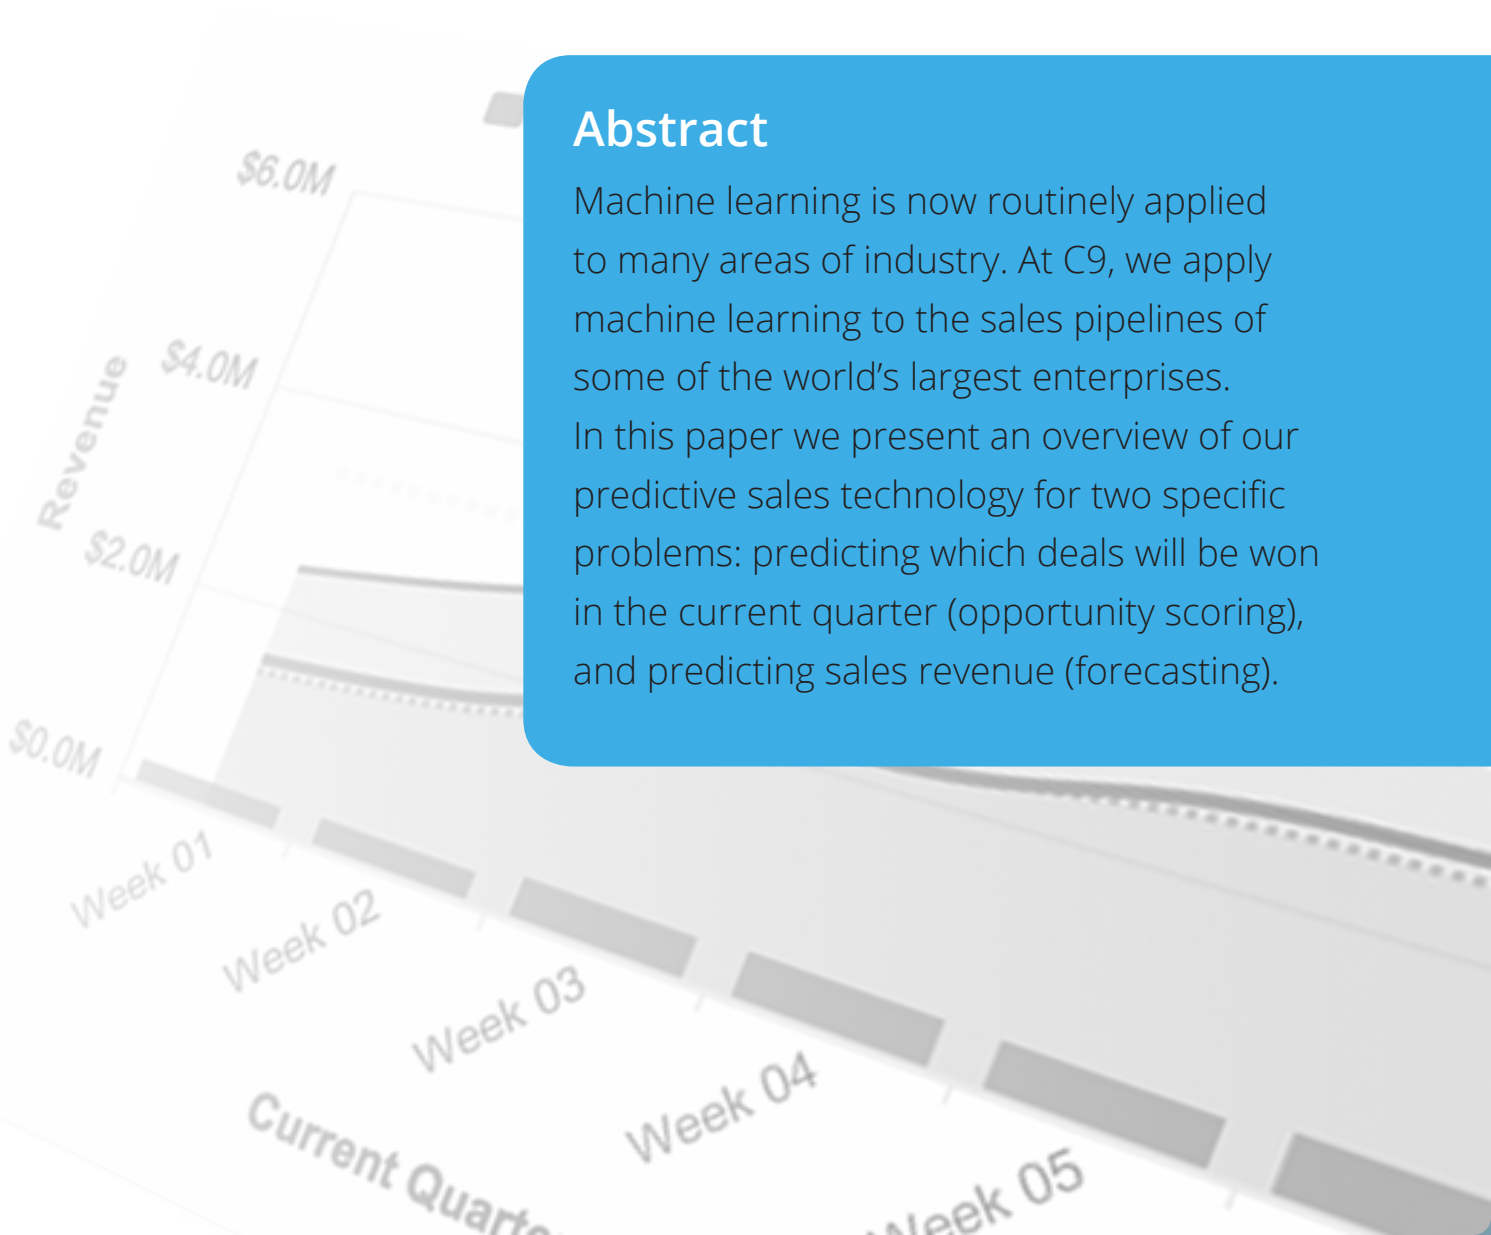 Abstract
Machine learning is now routinely applied
to many areas of industry. At C9, we apply
machine learning to the sales pipelines of
some of the world’s largest enterprises.
In this paper we present an overview of our
predictive sales technology for two specific
problems: predicting which deals will be won
in the current quarter (opportunity scoring),
and predicting sales revenue (forecasting).
$6.0M
$4.0M
$2.0M
$0.0M
Revenue
Week 01
Week 02
Week 03
Week 04
Week 05
Current Quarte